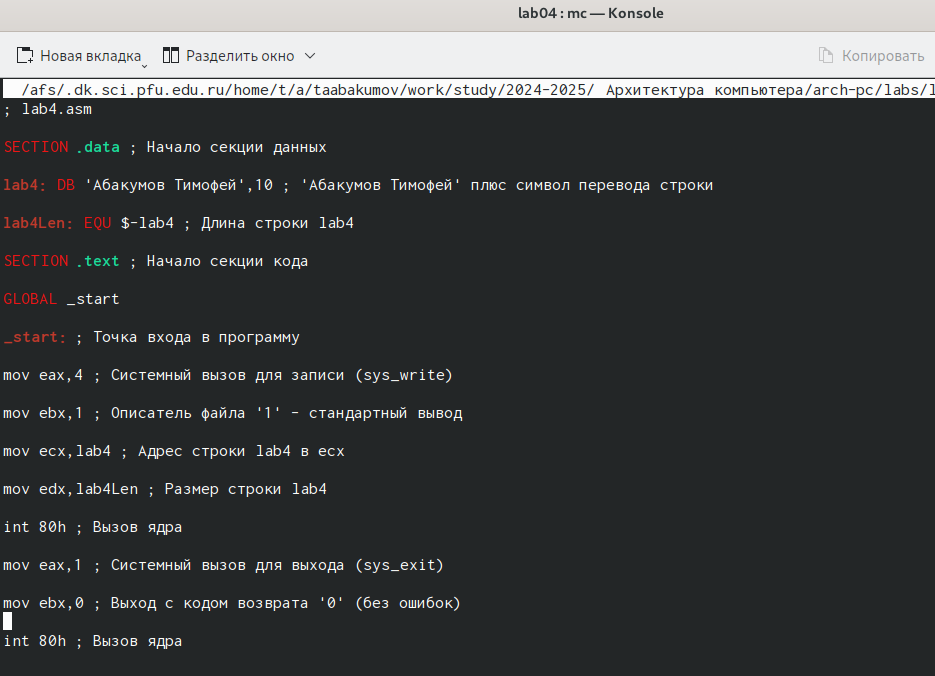 lab04 : mc — Konsole
Новая вкладка Разделить окно Копировать
/afs/.dk.sci.pfu.edu.ru/home/t/a/taabakumov/work/study/2024-2025/ Архитектура компьютера/arch-pc/labs/l
; lab4.asm
SECTION .data ; Начало секции данных
lab4: DB 'Абакумов Тимофей',10 ; 'Абакумов Тимофей' плюс символ перевода строки
lab4Len: EQU $-lab4 ; Длина строки lab4
SECTION .text ; Начало секции кода
GLOBAL _start
_start: ; Точка входа в программу
mov eax,4 ; Системный вызов для записи (sys_write)
mov ebx,1 ; Описатель файла '1' - стандартный вывод
mov ecx,lab4 ; Адрес строки lab4 в ecx
mov edx,lab4Len ; Размер строки lab4
int 80h ; Вызов ядра
mov eax,1 ; Системный вызов для выхода (sys_exit)
mov ebx,0 ; Выход с кодом возврата '0' (без ошибок)
int 80h ; Вызов ядра